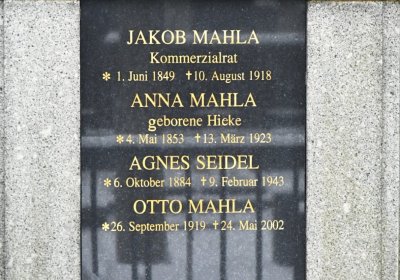 JAKOB MAHLA
Kommerzialrat
* 1. Juni 1849 †10. August 1918
ANNA MAHLA
geborene Hieke
*4. Mai 1853 †13. März 1923
AGNES SEIDEL
*6. Oktober 1884 †9. Februar 1943
OTTO MAHLA
*26. September 1919 †24. Mai 2002